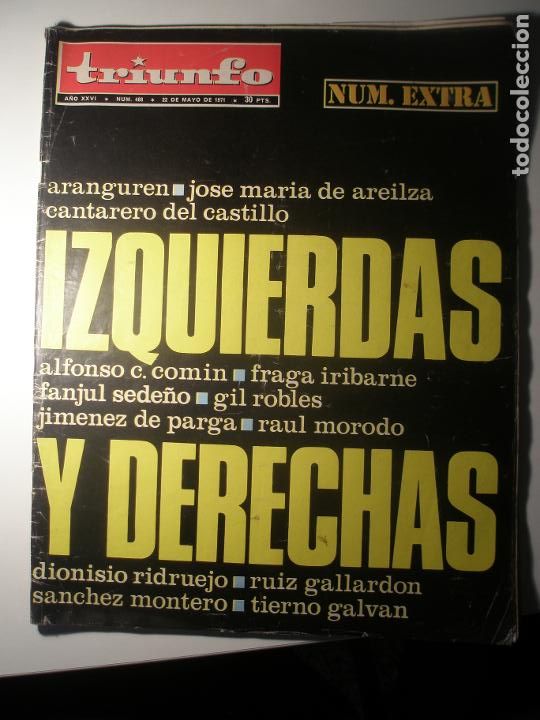 triunfo
AÑO XXVI ★ NUM. 468 ★ 22 DE MAYO DE 1971 ★ 30 PTS.
NUM. EXTRA
aranguren ■ jose maria de areilza
cantarero del castillo
IZQUIERDAS
alfonso c. comin ■ fraga iribarne
fanjul sedeño ■ gil robles
jimenez de parga ■ raul morodo
Y DERECHAS
dionisio ridruejo ■ ruiz gallardon
sanchez montero ■ tierno galvan
todocoleccion